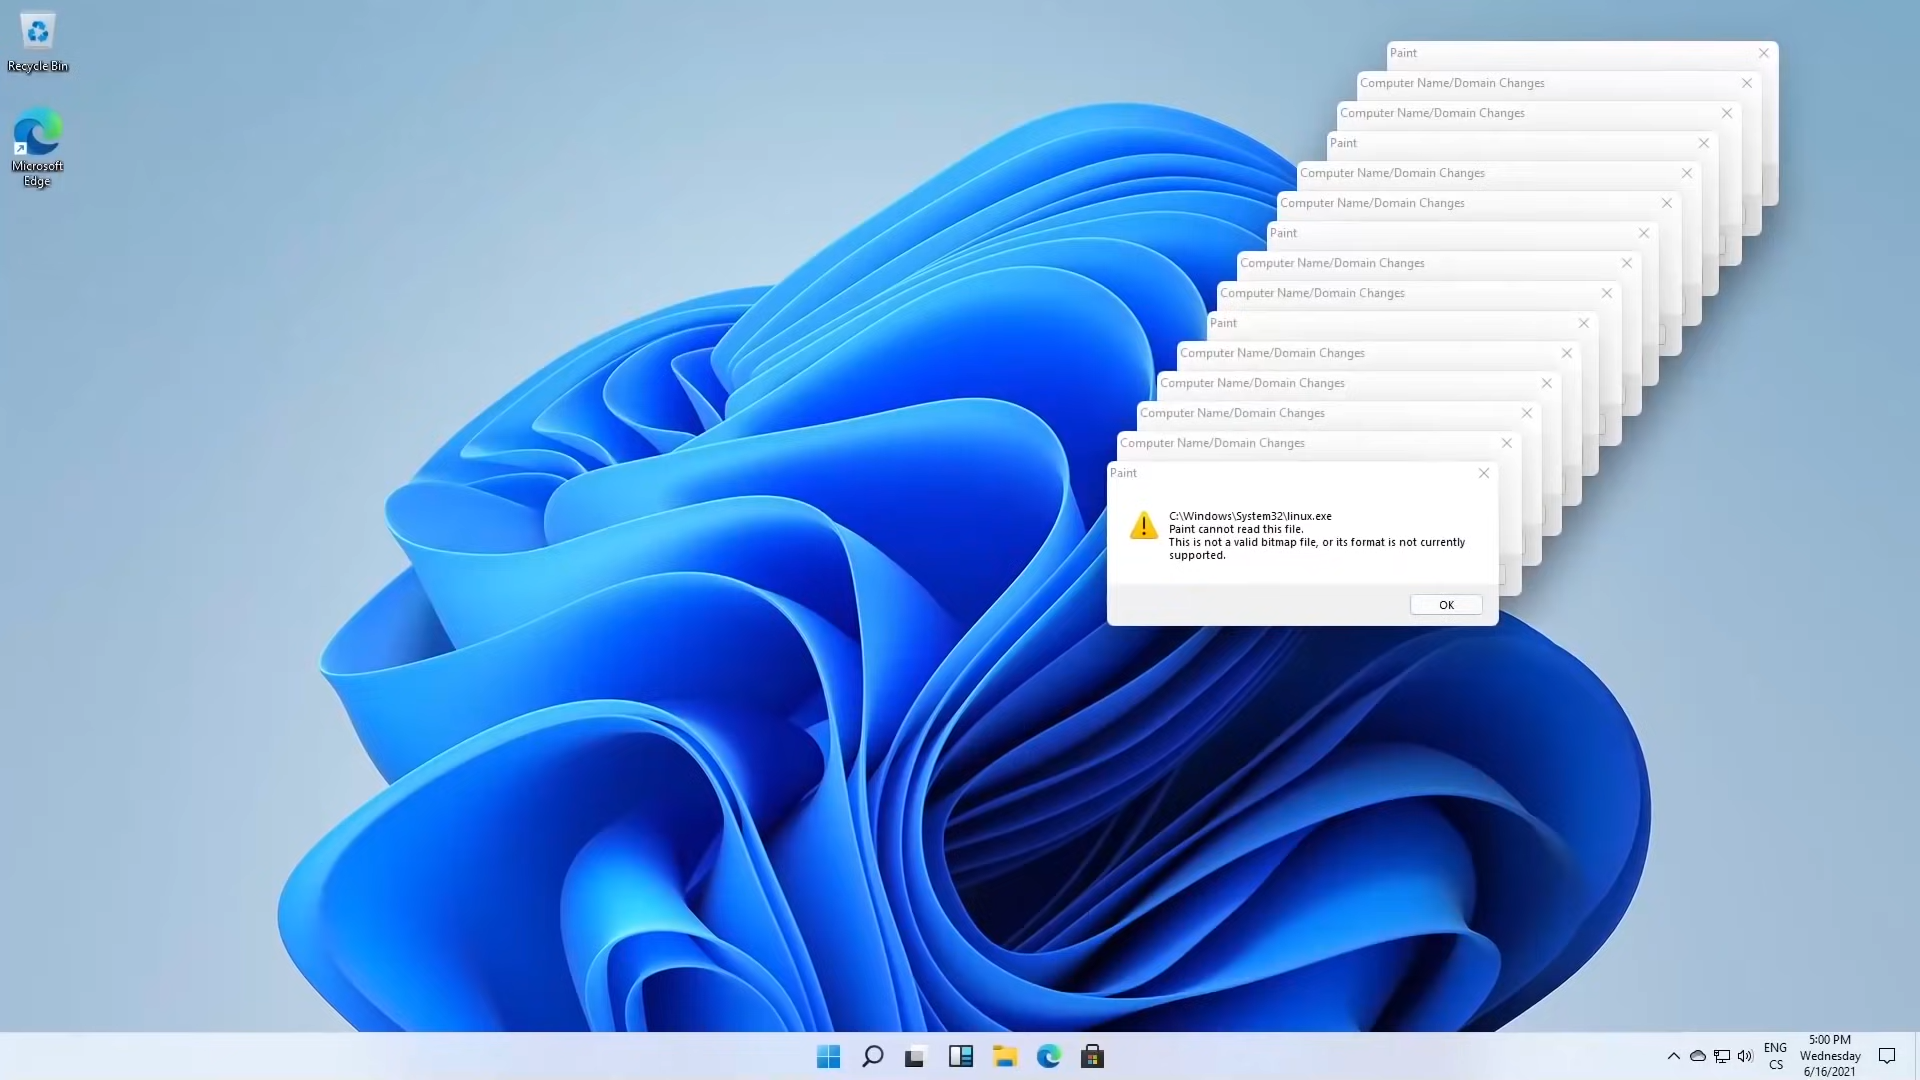 Recycle Bin
Microsoft
Edge
Paint
Computer Name/Domain Changes
Computer Name/Domain Changes
Paint
Computer Name/Domain Changes
Computer Name/Domain Changes
Paint
Computer Name/Domain Changes
Computer Name/Domain Changes
Paint
Computer Name/Domain Changes
Computer Name/Domain Changes
Computer Name/Domain Changes
Computer Name/Domain Changes
Paint
C:\Windows\System32\linux.exe
Paint cannot read this file.
This is not a valid bitmap file, or its format is not currently
supported.
OK
ENG
CS
5:00 PM
Wednesday
6/16/2021